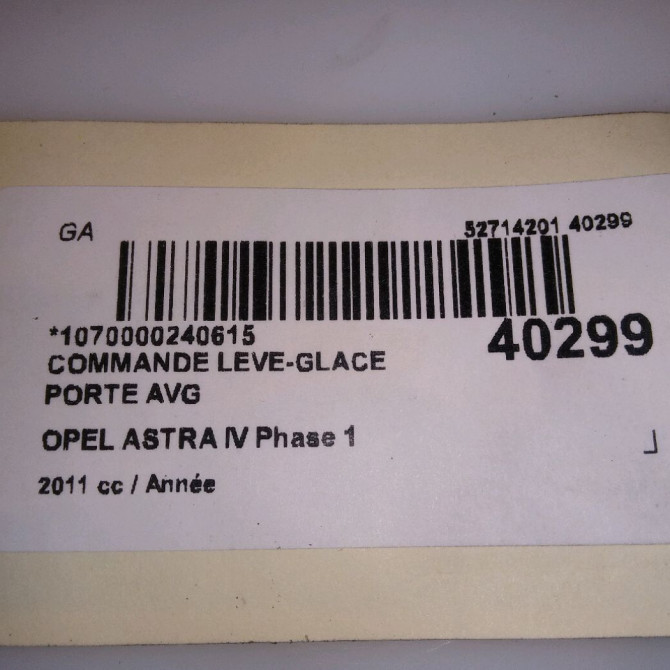 GA 52714201 40299
*1070000240615 40299
COMMANDE LEVE-GLACE
PORTE AVG
OPEL ASTRA IV Phase 1
2011 cc / Année